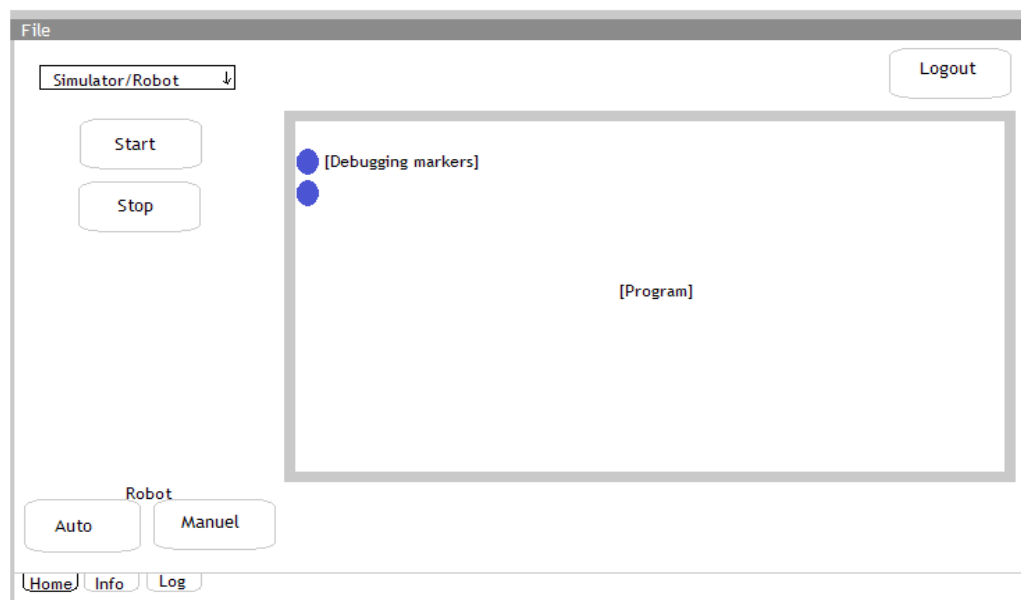 File
Simulator/Robot ↓
Logout
Start
Stop
[Debugging markers]
[Program]
Robot
Auto
Manuel
Home
Info
Log